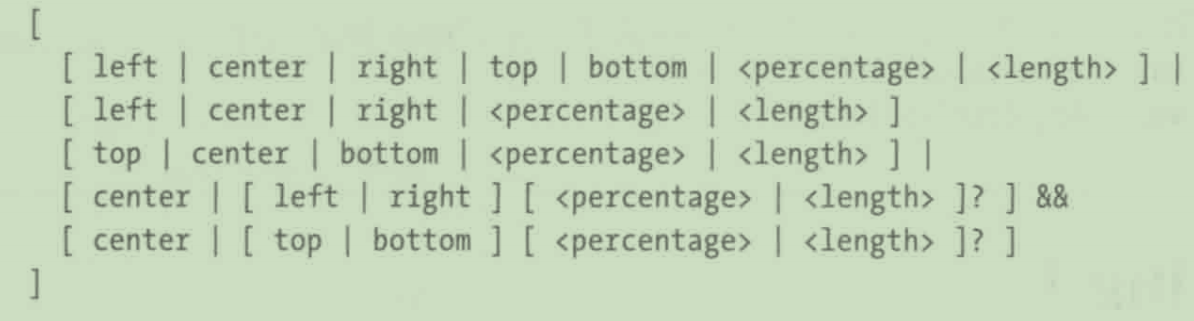 [
[ left | center | right | top | bottom | <percentage> | <length> ] |
[ left | center | right | <percentage> | <length> ]
[ top | center | bottom | <percentage> | <length> ] |
[ center | [ left | right ] [ <percentage> | <length> ]? ] &&
[ center | [ top | bottom ] [ <percentage> | <length> ]? ]
]